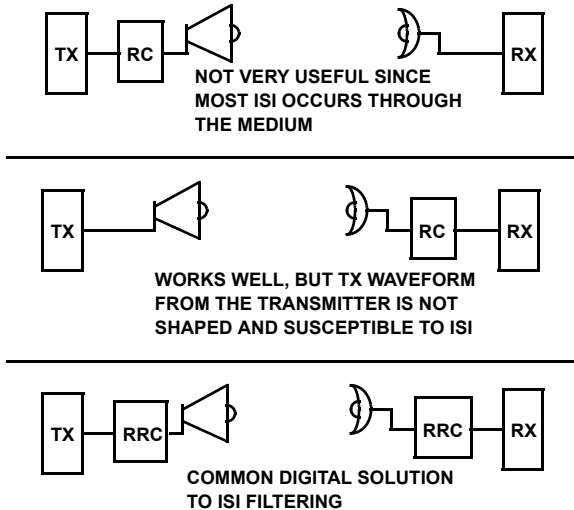 TX RC RX
NOT VERY USEFUL SINCE
MOST ISI OCCURS THROUGH
THE MEDIUM
TX RC RX
WORKS WELL, BUT TX WAVEFORM
FROM THE TRANSMITTER IS NOT
SHAPED AND SUSCEPTIBLE TO ISI
TX RRC RRC RX
COMMON DIGITAL SOLUTION
TO ISI FILTERING